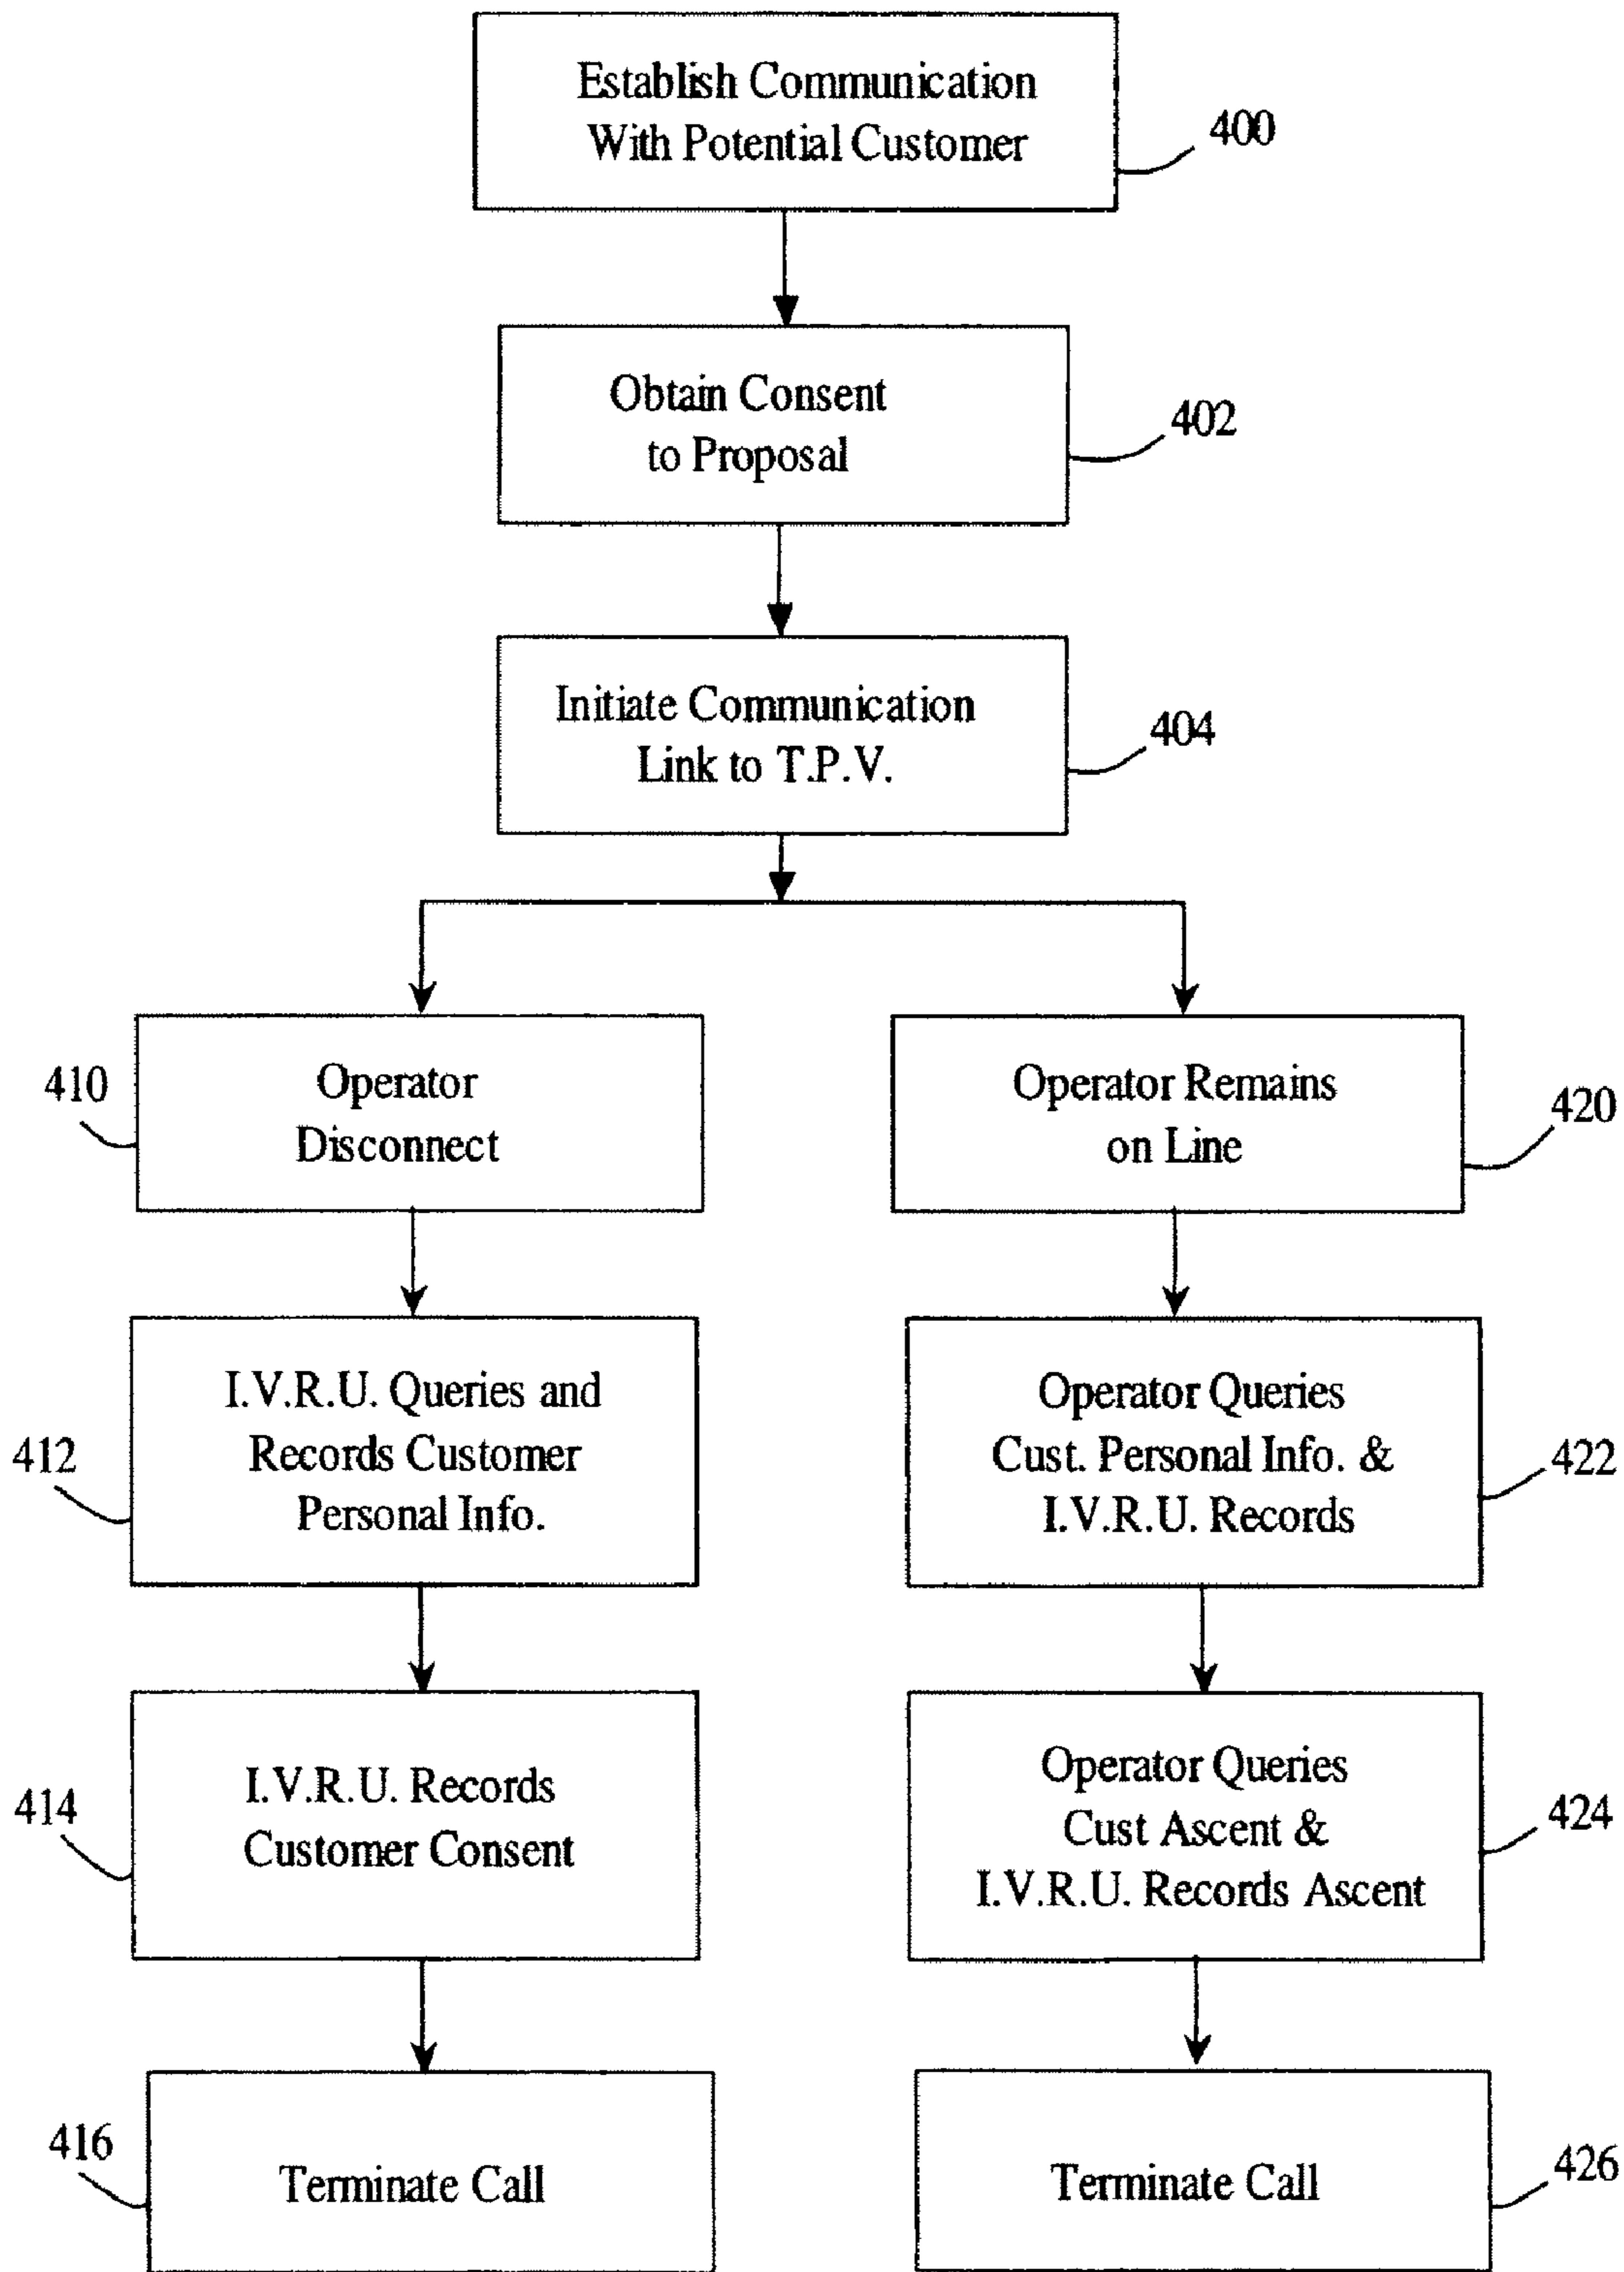 Establish Communication
With Potential Customer
400
Obtain Consent
to Proposal
402
Initiate Communication
Link to T.P.V.
404
410
Operator
Disconnect
Operator Remains
on Line
420
412
I.V.R.U. Queries and
Records Customer
Personal Info.
Operator Queries
Cust. Personal Info. &
I.V.R.U. Records
422
414
I.V.R.U. Records
Customer Consent
Operator Queries
Cust Ascent &
I.V.R.U. Records Ascent
424
416
Terminate Call
Terminate Call
426